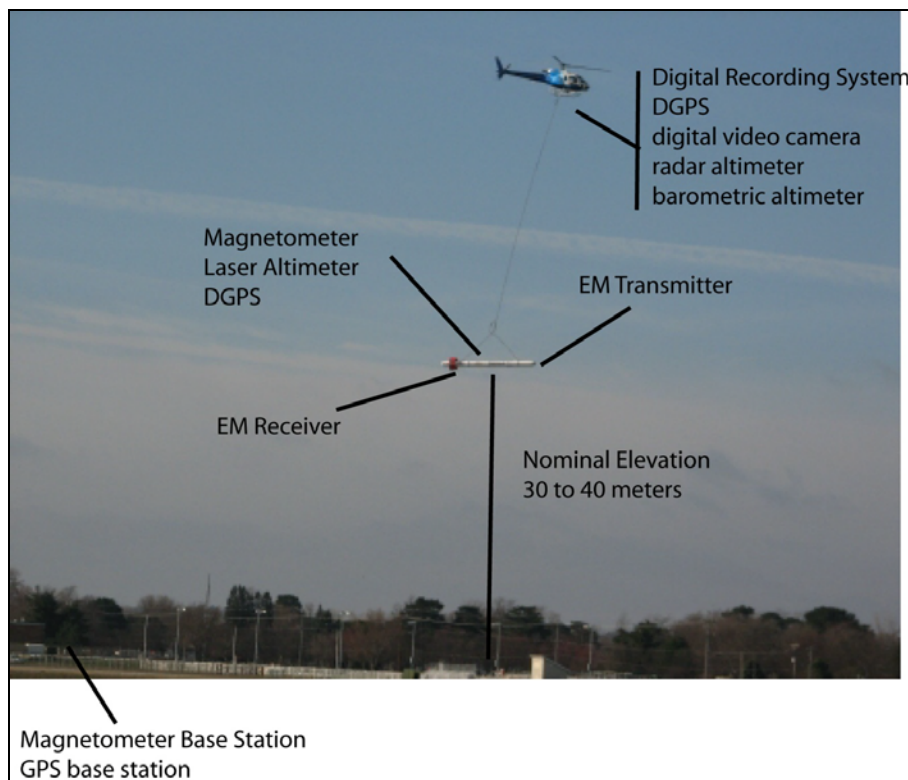 Digital Recording System
DGPS
digital video camera
radar altimeter
barometric altimeter
Magnetometer
Laser Altimeter
DGPS
EM Transmitter
EM Receiver
Nominal Elevation
30 to 40 meters
Magnetometer Base Station
GPS base station